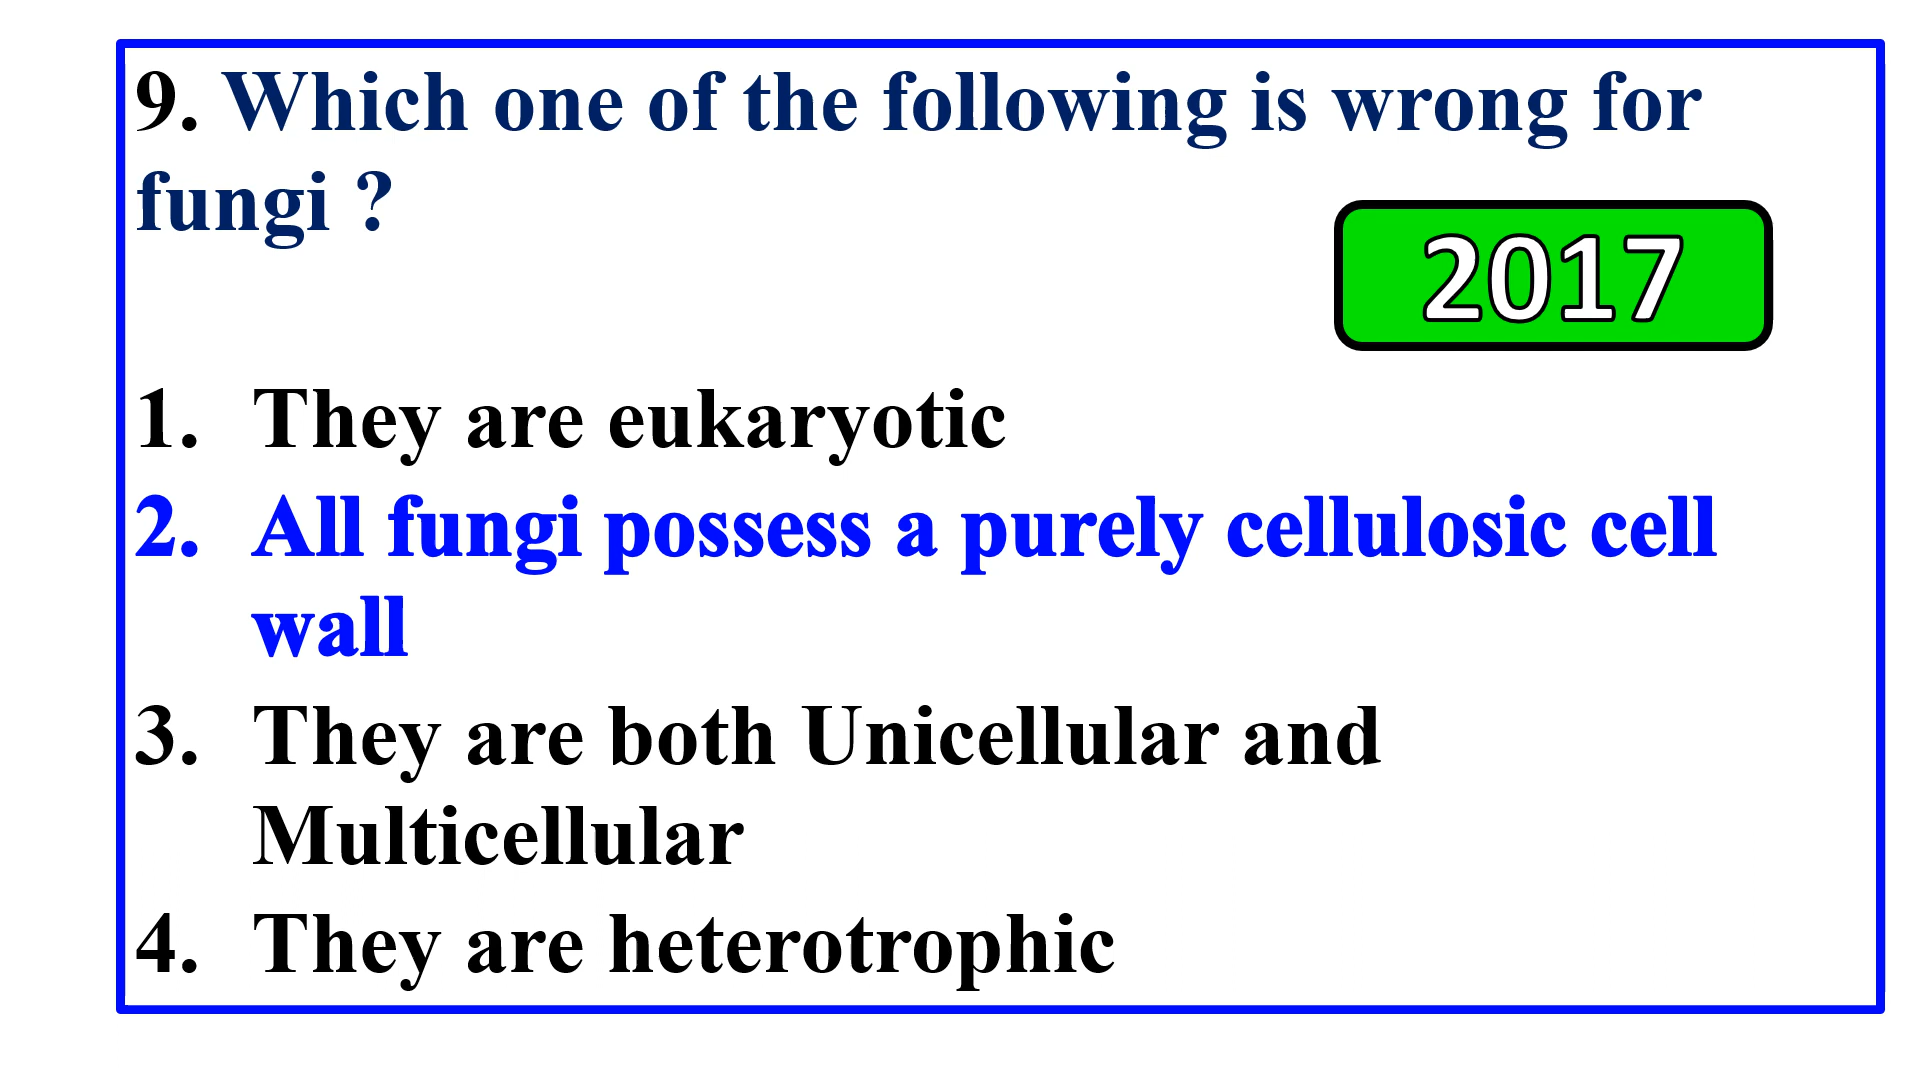 9. Which one of the following is wrong for
fungi ?
2017
1. They are eukaryotic
2. All fungi possess a purely cellulosic cell
wall
3. They are both Unicellular and
Multicellular
4. They are heterotrophic